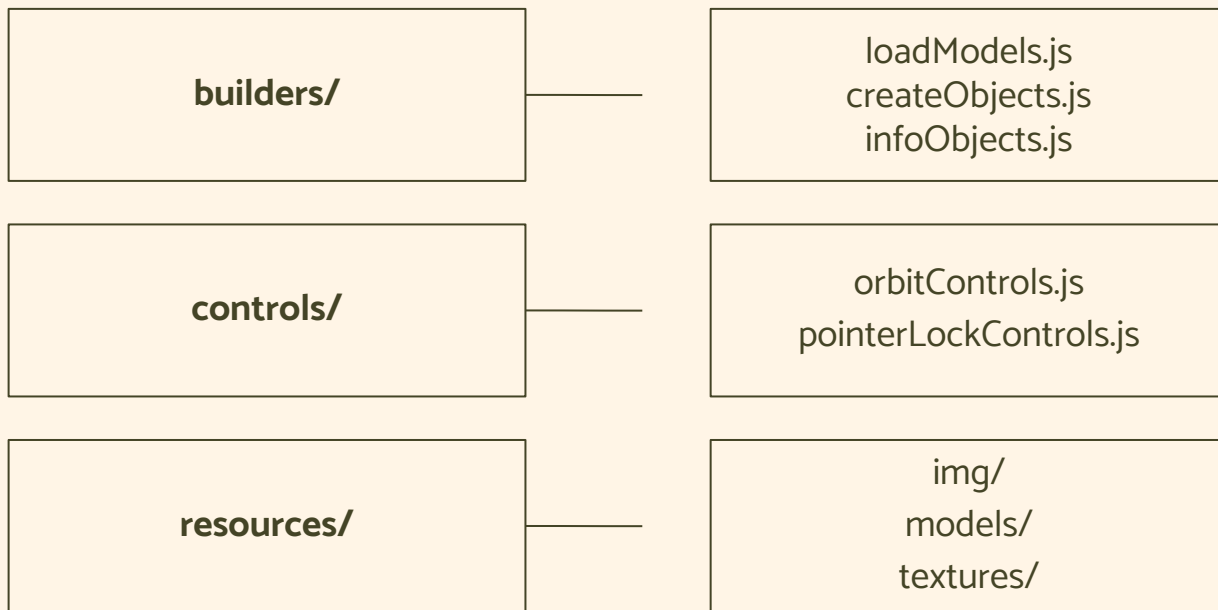 builders/
loadModels.js
createObjects.js
infoObjects.js
controls/
orbitControls.js
pointerLockControls.js
resources/
img/
models/
textures/